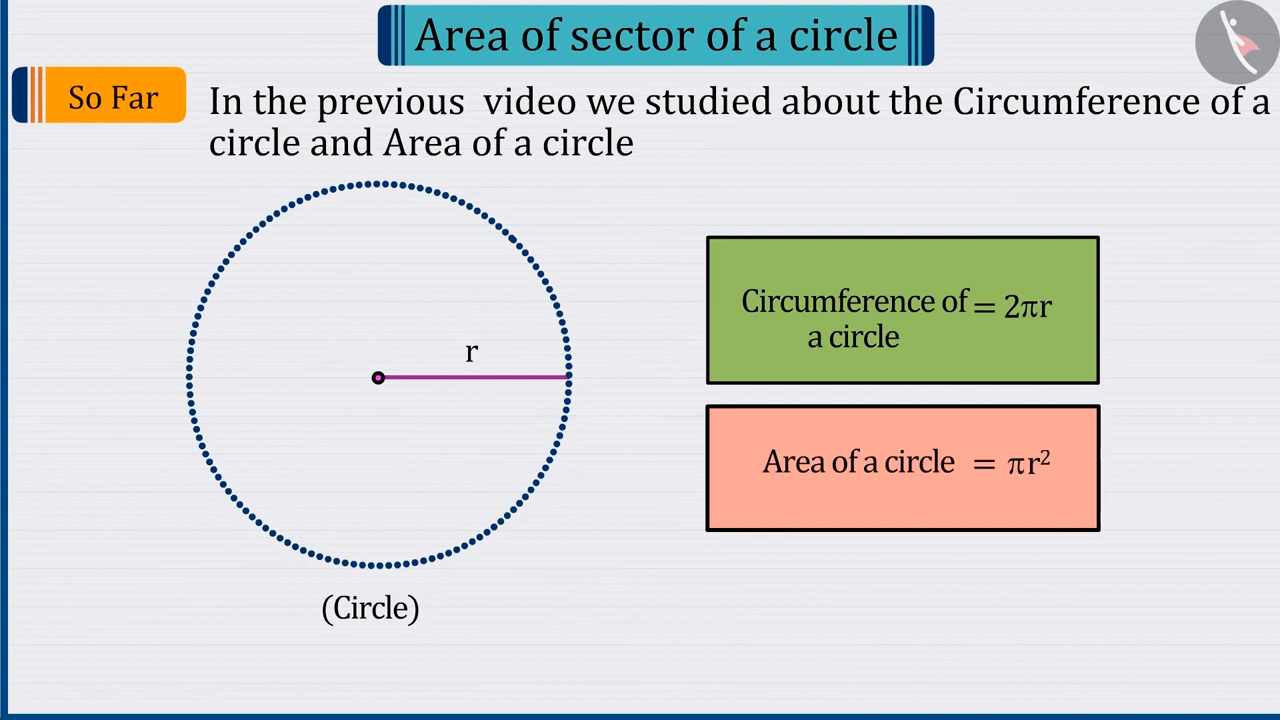 Area of sector of a circle
So Far
In the previous video we studied about the Circumference of a
circle and Area of a circle
r
Circumference of = 2πr
a circle
Area of a circle = πr²
(Circle)